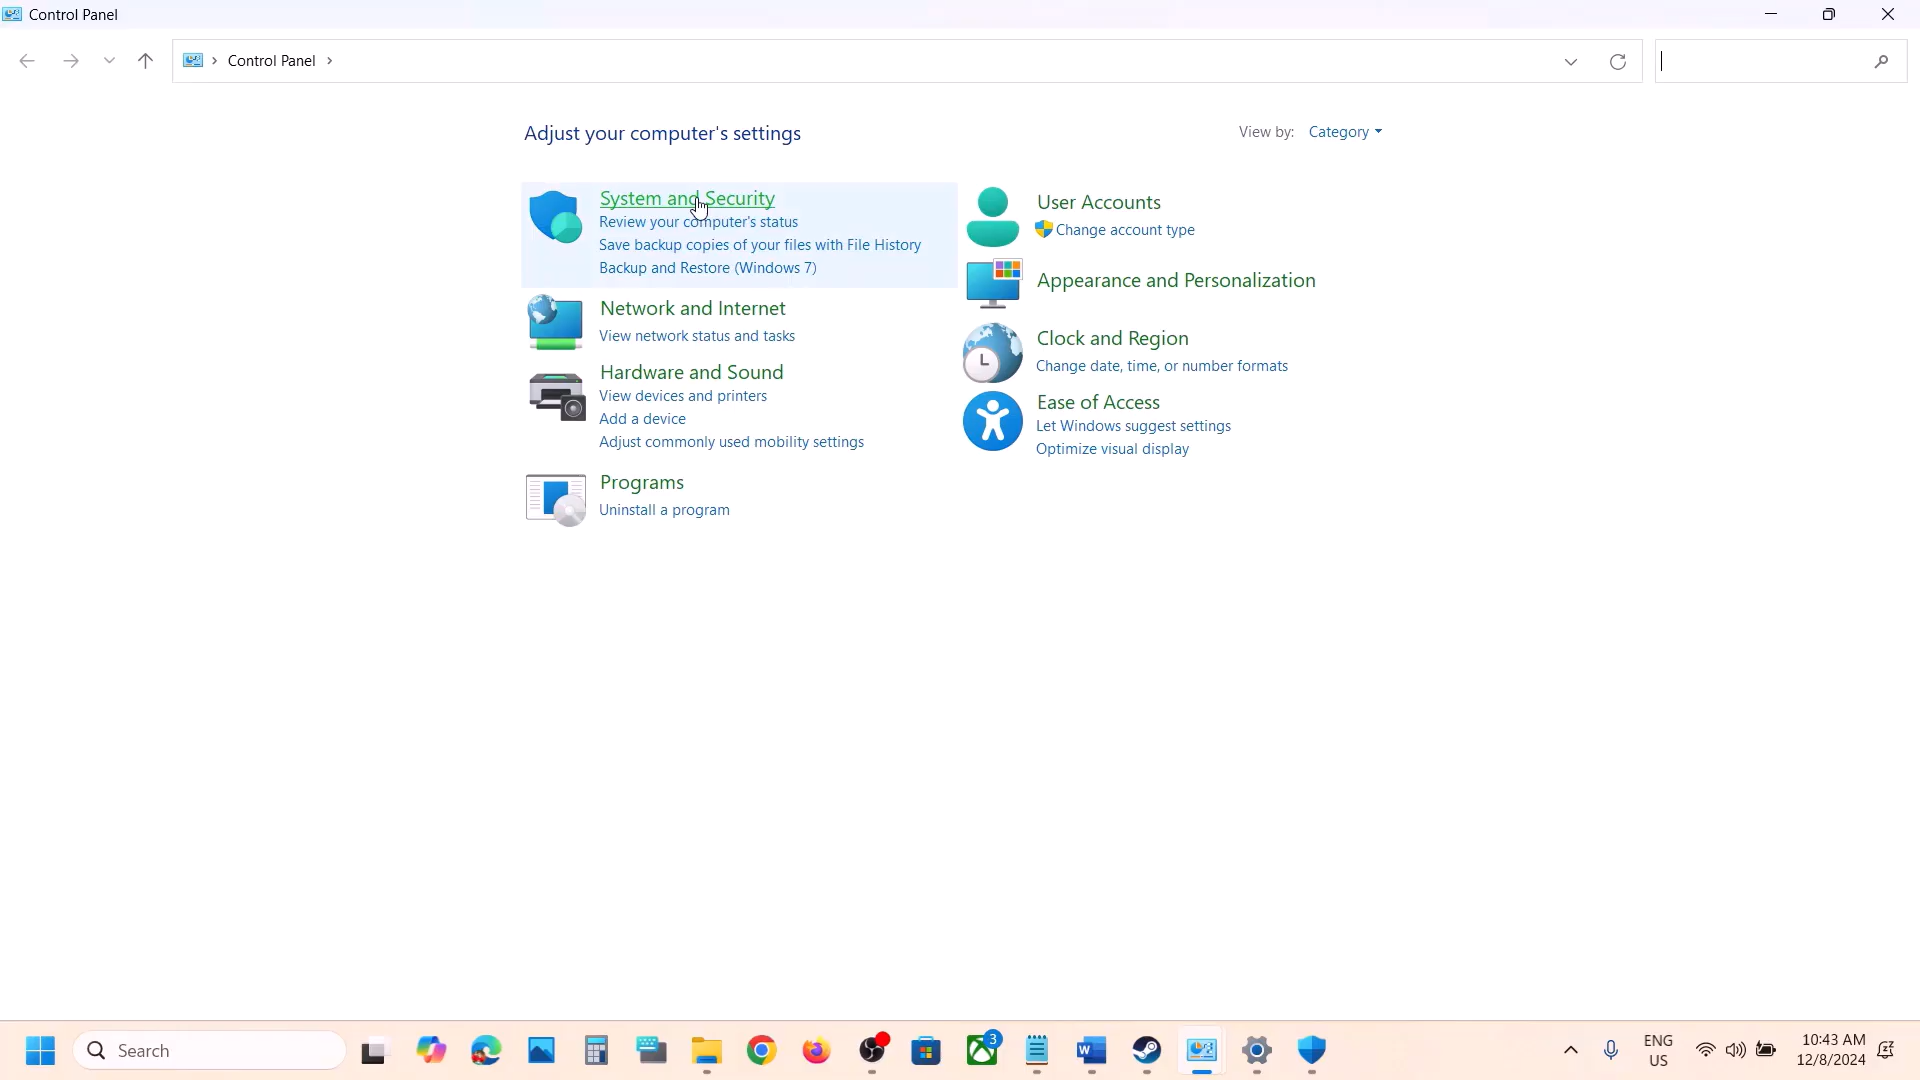 Control Panel
Control Panel
Adjust your computer's settings
View by: Category
System and Security
Review your computer's status
Save backup copies of your files with File History
Backup and Restore (Windows 7)
Network and Internet
View network status and tasks
Hardware and Sound
View devices and printers
Add a device
Adjust commonly used mobility settings
Programs
Uninstall a program
User Accounts
Change account type
Appearance and Personalization
Clock and Region
Change date, time, or number formats
Ease of Access
Let Windows suggest settings
Optimize visual display
Search
3
W
ENG
US
10:43 AM
12/8/2024